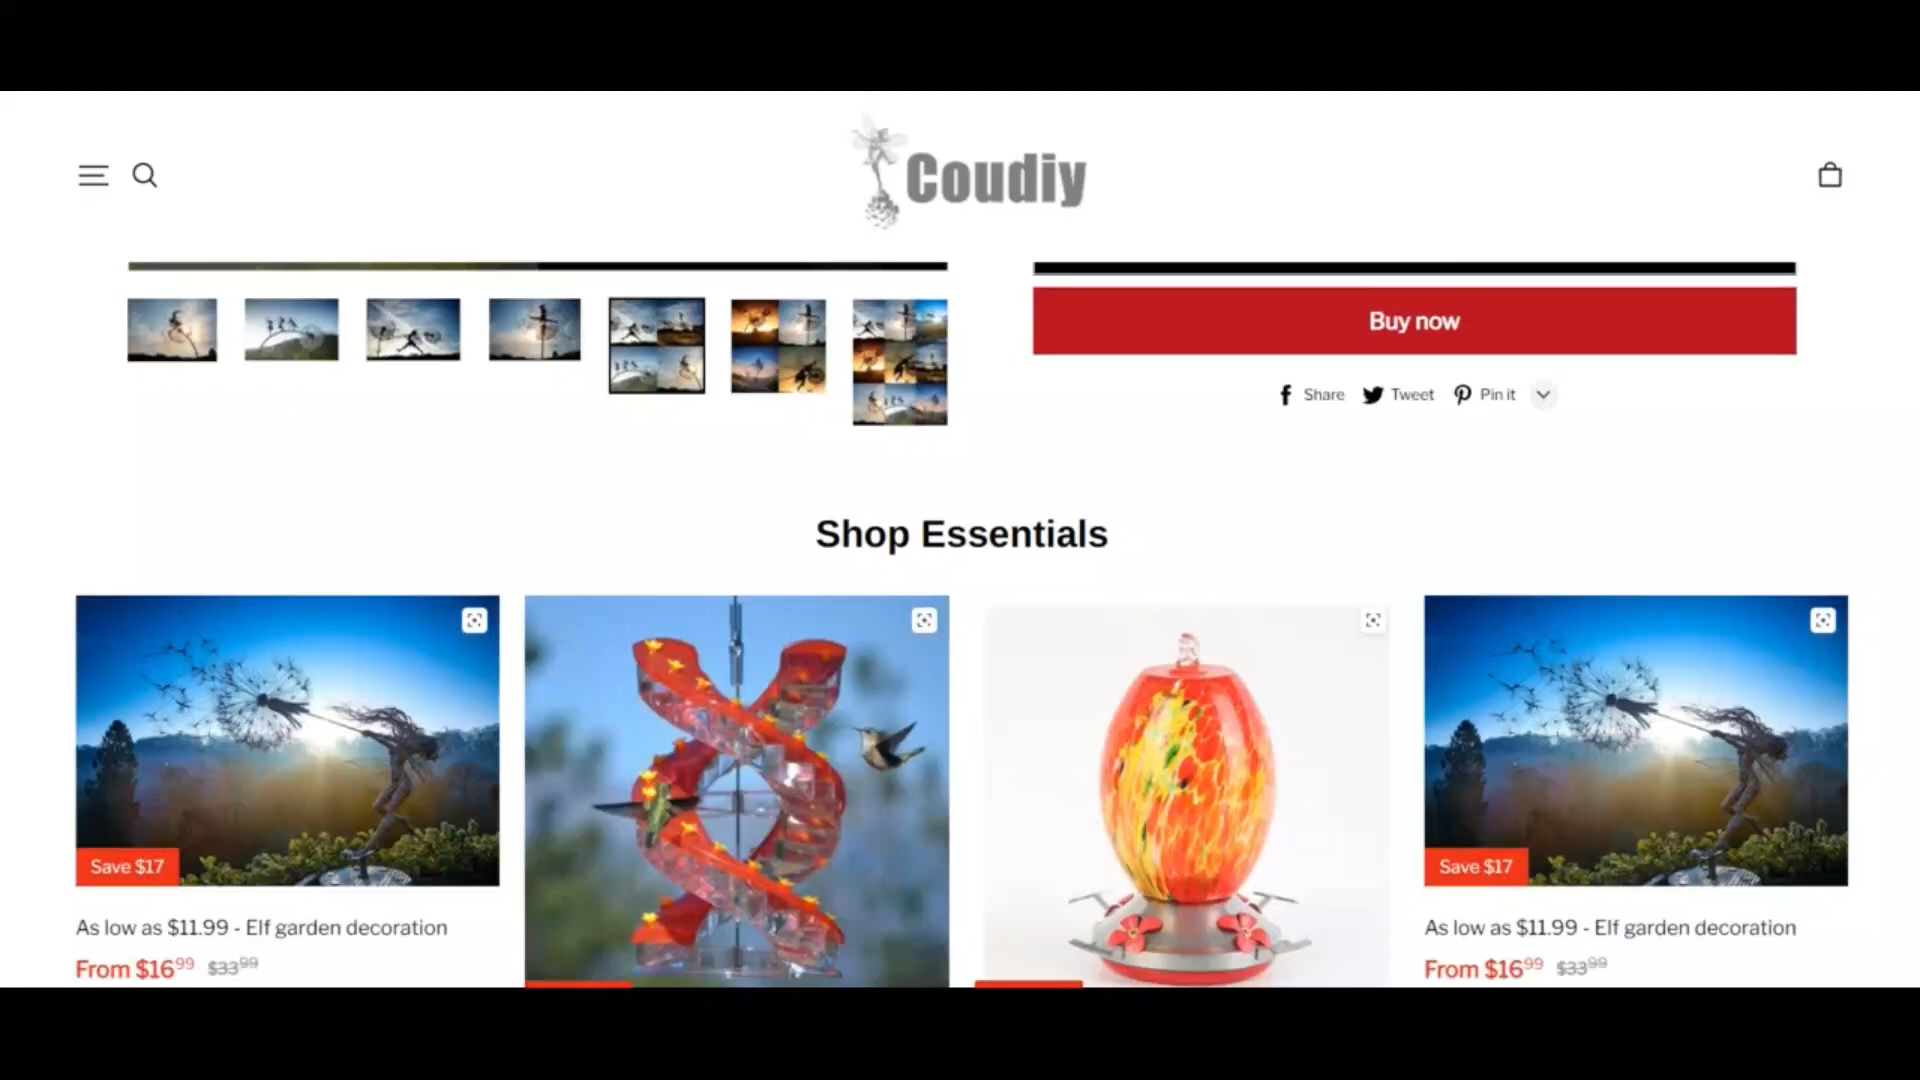 Coudiy
Buy now
Share Tweet Pin it
Shop Essentials
Save $17
Save $17
As low as $11.99 - Elf garden decoration
As low as $11.99 - Elf garden decoration
From $16.99 $33.99
From $16.99 $33.99